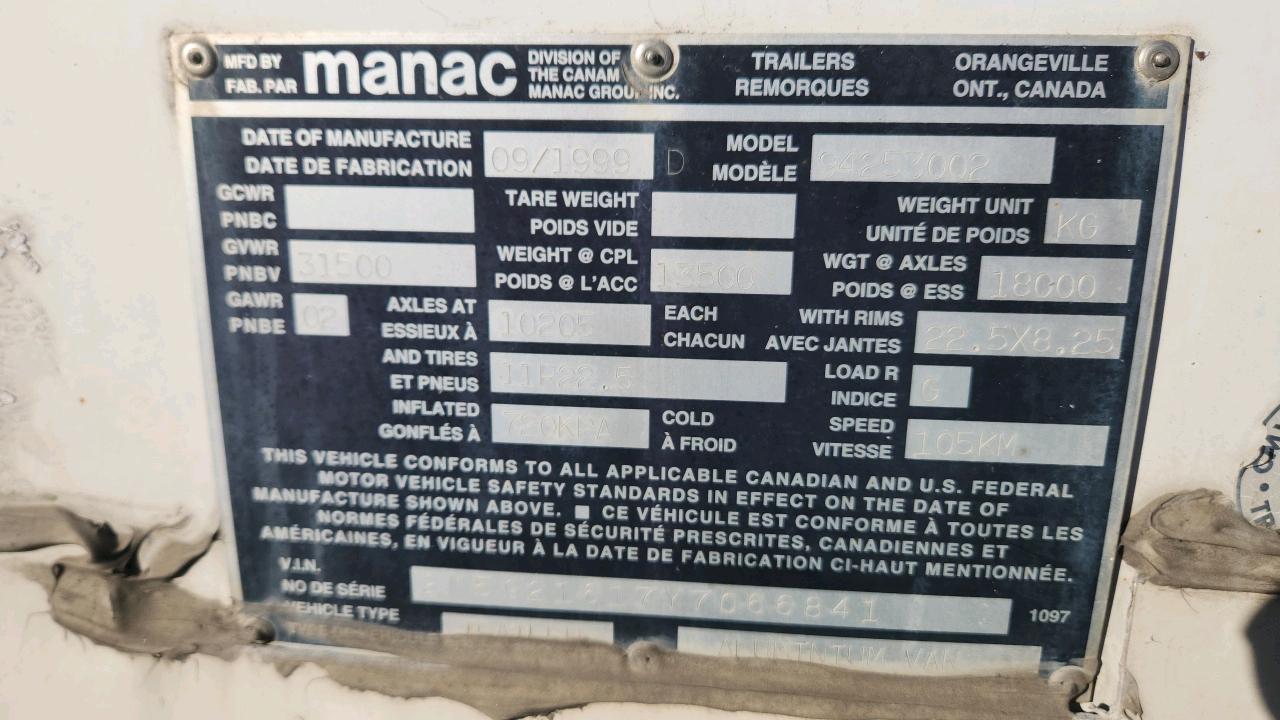 MFD BY
FAB. PAR
manac
DIVISION OF
THE CANAM
MANAC GROUP INC.
TRAILERS
REMORQUES
ORANGEVILLE
ONT., CANADA
DATE OF MANUFACTURE
DATE DE FABRICATION
09/1999 D
MODEL
MODÈLE
94253002
GCWR
PNBC
TARE WEIGHT
POIDS VIDE
WEIGHT UNIT
UNITÉ DE POIDS
KG
GVWR
PNBV
31500
WEIGHT @ CPL
POIDS @ L'ACC
13500
WGT @ AXLES
POIDS @ ESS
18000
GAWR
PNBE
02
AXLES AT
ESSIEUX À
10205
EACH
CHACUN
WITH RIMS
AVEC JANTES
22.5X8.25
AND TIRES
ET PNEUS
11R22.5
LOAD R
INDICE
G
INFLATED
GONFLÉS À
720KPA
COLD
À FROID
SPEED
VITESSE
105KM
THIS VEHICLE CONFORMS TO ALL APPLICABLE CANADIAN AND U.S. FEDERAL
MOTOR VEHICLE SAFETY STANDARDS IN EFFECT ON THE DATE OF
MANUFACTURE SHOWN ABOVE. ■ CE VÉHICULE EST CONFORME À TOUTES LES
NORMES FÉDÉRALES DE SÉCURITÉ PRESCRITES, CANADIENNES ET
AMÉRICAINES, EN VIGUEUR À LA DATE DE FABRICATION CI-HAUT MENTIONNÉE.
V.I.N.
NO DE SÉRIE
1097
VEHICLE TYPE
ALUMINIUM VAN